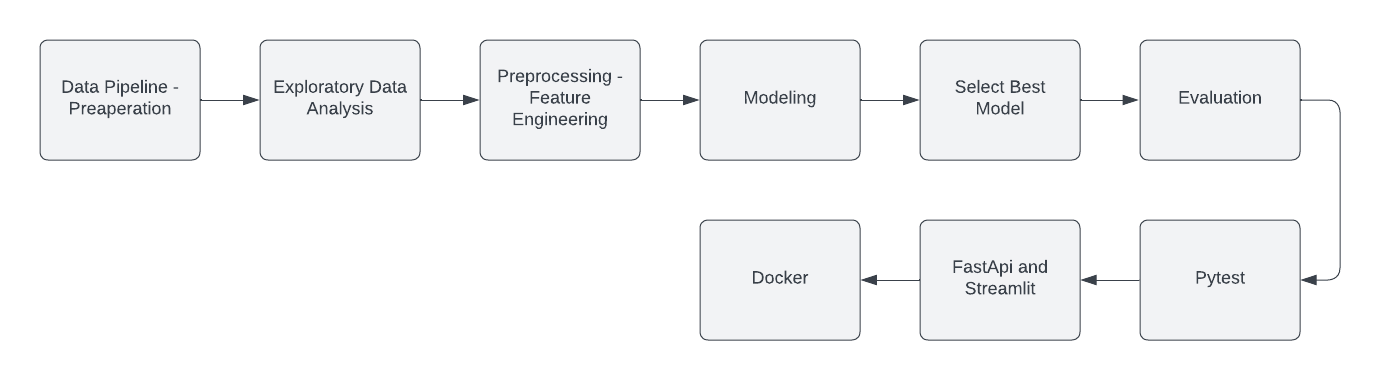 Data Pipeline -
Preaperation
Exploratory Data
Analysis
Preprocessing -
Feature
Engineering
Modeling
Select Best
Model
Evaluation
Docker
FastApi and
Streamlit
Pytest